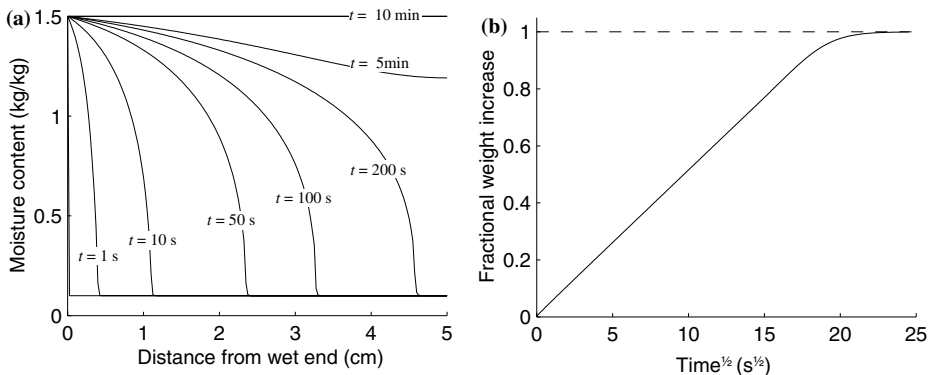 (a)
1.5
1
0.5
0
Moisture content (kg/kg)
t = 10 min
t = 5min
t = 200 s
t = 100 s
t = 50 s
t = 10 s
t = 1 s
0 1 2 3 4 5
Distance from wet end (cm)
(b)
1
0.8
0.6
0.4
0.2
0
Fractional weight increase
0 5 10 15 20 25
Time½ (s½)